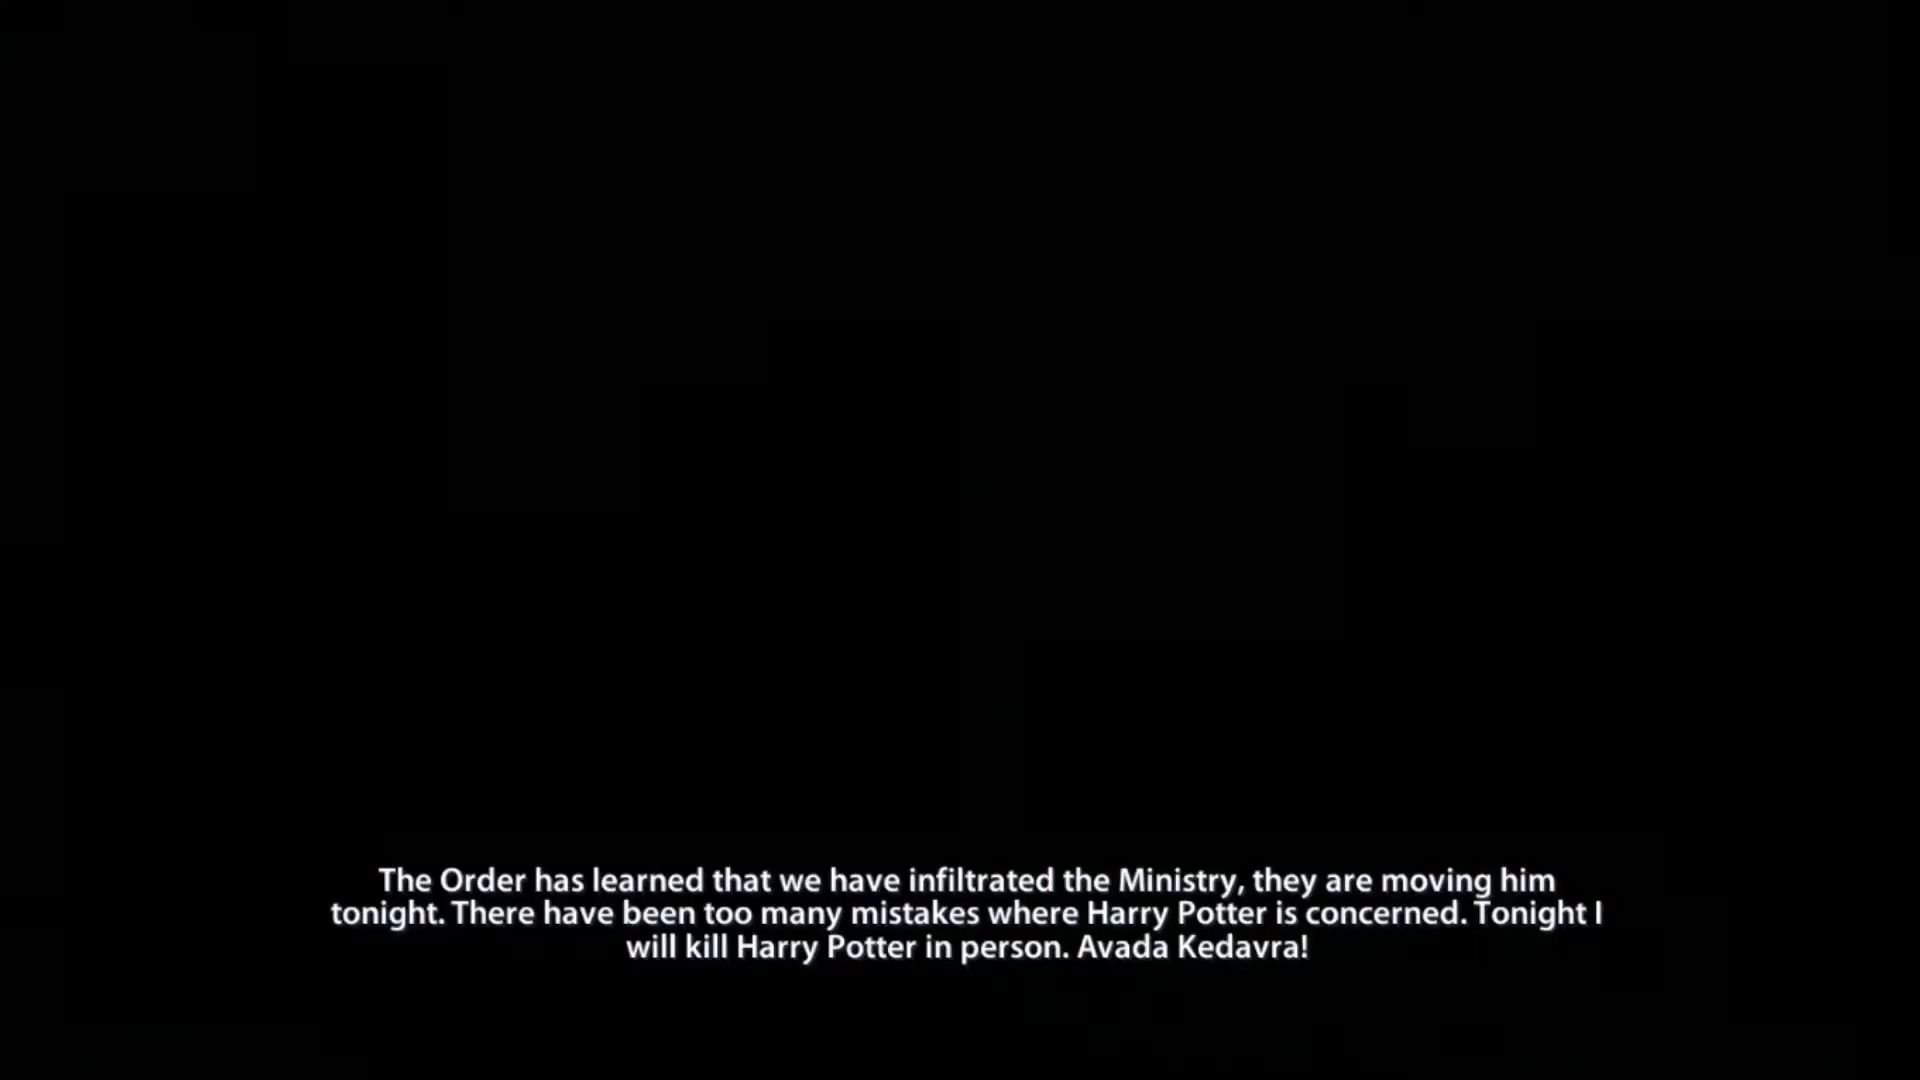 The Order has learned that we have infiltrated the Ministry, they are moving him
tonight. There have been too many mistakes where Harry Potter is concerned. Tonight I
will kill Harry Potter in person. Avada Kedavra!